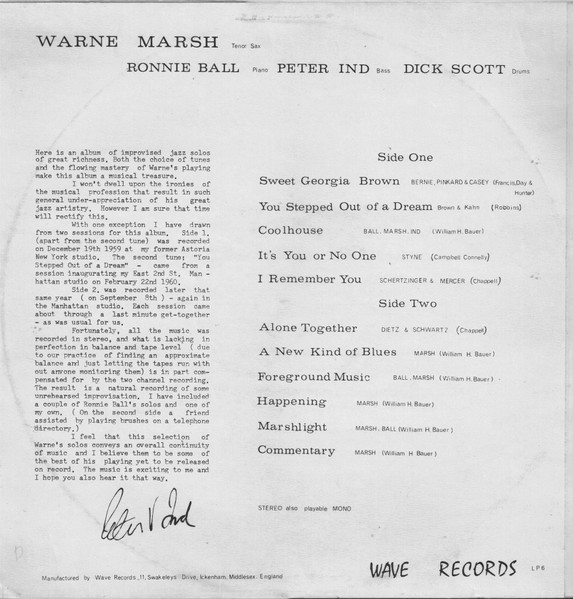 WARNE MARSH Tenor Sax
RONNIE BALL Piano PETER IND Bass DICK SCOTT Drums
Here is an album of improvised jazz solos
of great richness. Both the choice of tunes
and the flowing mastery of Warne's playing
make this album a musical treasure.
I won't dwell upon the ironies of
the musical profession that result in such
general under-appreciation of his great
jazz artistry. However I am sure that time
will rectify this.
With one exception I have drawn
from two sessions for this album. Side 1,
(apart from the second tune) was recorded
on December 19th 1959 at my former Astoria
New York studio. The second tune: "You
Stepped Out of a Dream" - came from a
session inaugurating my East 2nd St. Man -
hattan studio on February 22nd 1960.
Side 2, was recorded later that
same year ( on September 8th ) - again in
the Manhattan studio. Each session came
about through a last minute get-together
- as was usual for us.
Fortunately, all the music was
recorded in stereo, and what is lacking in
perfection in balance and tape level ( due
to our practice of finding an approximate
balance and just letting the tapes run with
out anyone monitoring them) is in part com-
pensated for by the two channel recording.
The result is a natural recording of some
unrehearsed improvisation. I have included
a couple of Ronnie Ball's solos and one of
my own. ( On the second side a friend
assisted by playing brushes on a telephone
directory.)
I feel that this selection of
Warne's solos conveys an overall continuity
of music and I believe them to be some of
the best of his playing yet to be released
on record. The music is exciting to me and
I hope you also hear it that way.
Peter Ind
Side One
Sweet Georgia Brown BERNIE, PINKARD & CASEY (Francis, Day & Hunter)
You Stepped Out of a Dream Brown & Kahn (Robbins)
Coolhouse BALL. MARSH. IND (William H. Bauer)
It's You or No One STYNE (Campbell Connelly)
I Remember You SCHERTZINGER & MERCER (Chappell)
Side Two
Alone Together DIETZ & SCHWARTZ (Chappel)
A New Kind of Blues MARSH (William H. Bauer)
Foreground Music BALL. MARSH (William H. Bauer)
Happening MARSH (William H. Bauer)
Marshlight MARSH. BALL (William H. Bauer)
Commentary MARSH (William H Bauer)
STEREO also playable MONO
Manufactured by Wave Records, 11, Swakeleys Drive, Ickenham, Middlesex England
WAVE RECORDS LP6